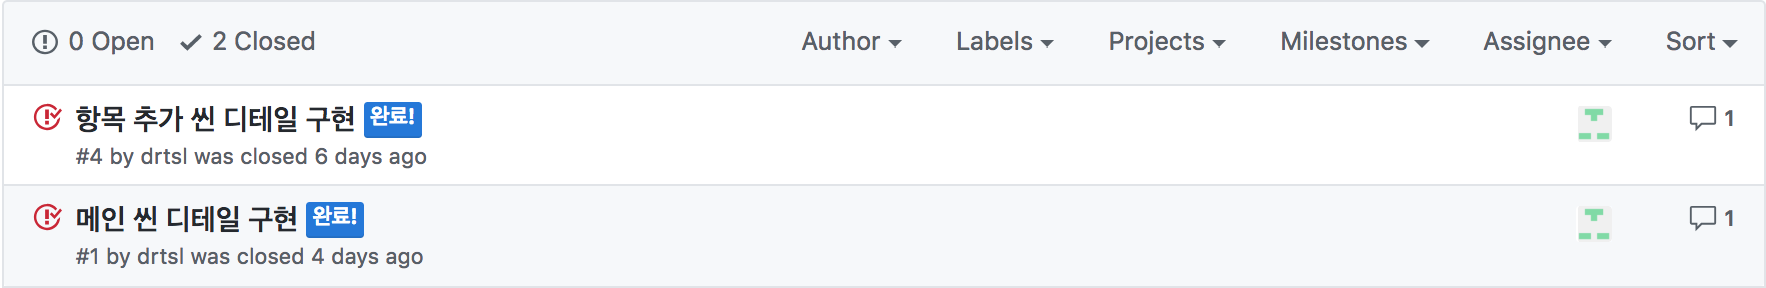 0 Open 2 Closed Author Labels Projects Milestones Assignee Sort
항목 추가 씬 디테일 구현 완료! 1
#4 by drtsl was closed 6 days ago
메인 씬 디테일 구현 완료! 1
#1 by drtsl was closed 4 days ago